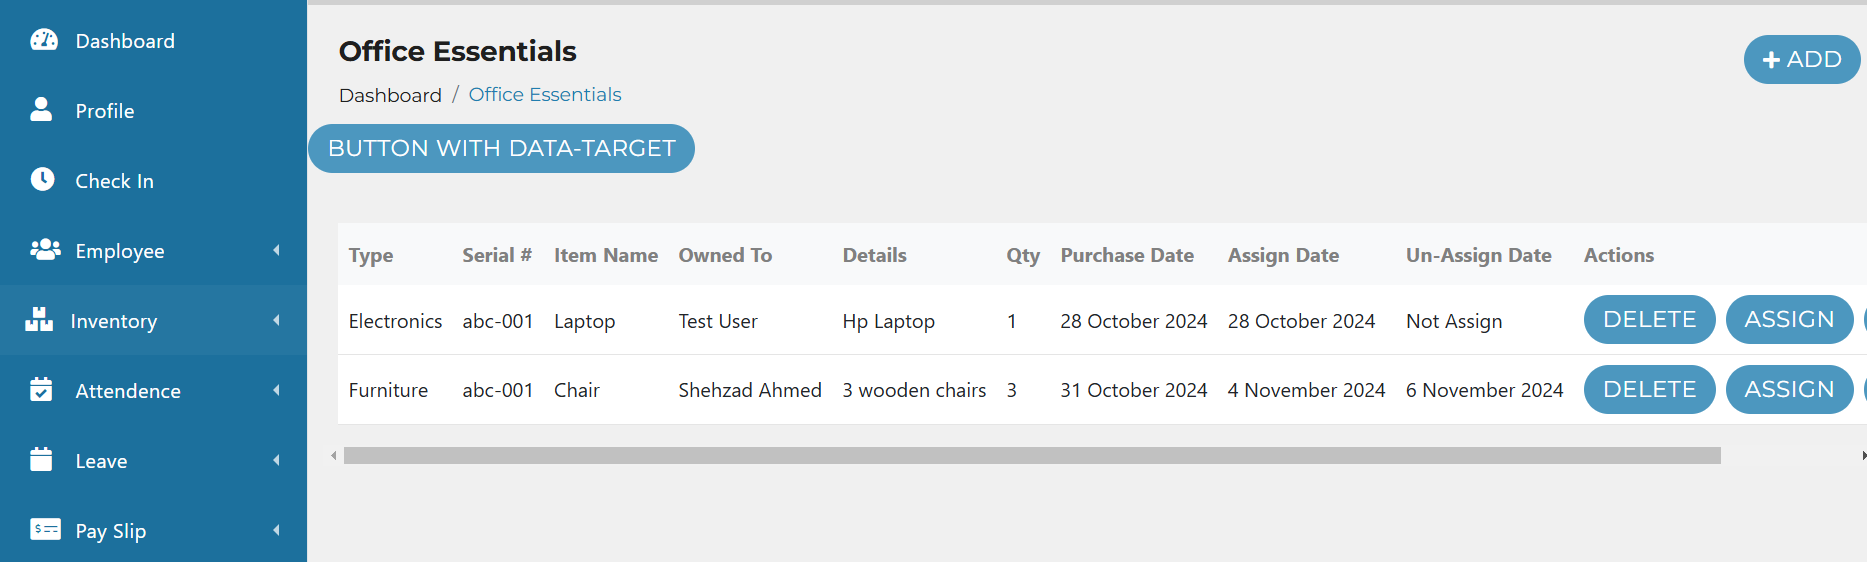 Dashboard
Profile
Check In
Employee
Inventory
Attendence
Leave
Pay Slip
Office Essentials
+ ADD
Dashboard / Office Essentials
BUTTON WITH DATA-TARGET
Type Serial # Item Name Owned To Details Qty Purchase Date Assign Date Un-Assign Date Actions
Electronics abc-001 Laptop Test User Hp Laptop 1 28 October 2024 28 October 2024 Not Assign DELETE ASSIGN
Furniture abc-001 Chair Shehzad Ahmed 3 wooden chairs 3 31 October 2024 4 November 2024 6 November 2024 DELETE ASSIGN